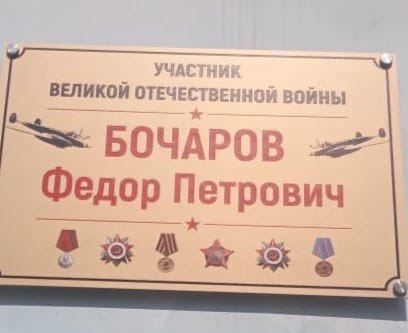 УЧАСТНИК
ВЕЛИКОЙ ОТЕЧЕСТВЕННОЙ ВОЙНЫ
БОЧАРОВ
Федор Петрович